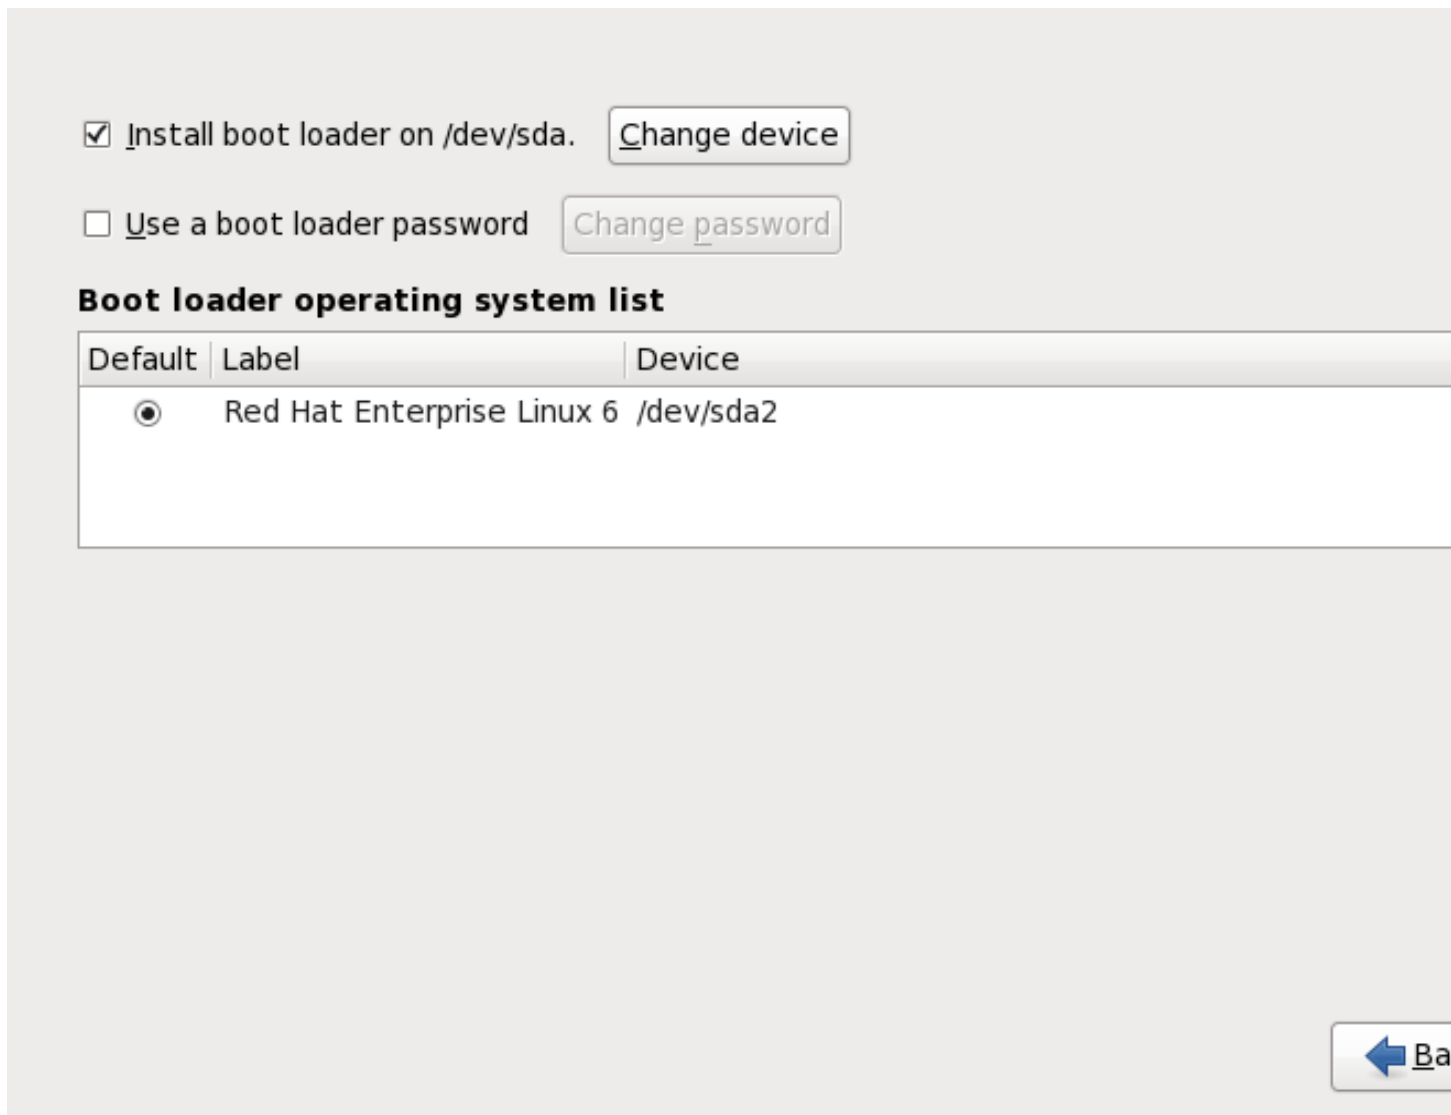 Install boot loader on /dev/sda. Change device
Use a boot loader password Change password
Boot loader operating system list
Default Label Device
Red Hat Enterprise Linux 6 /dev/sda2
Ba